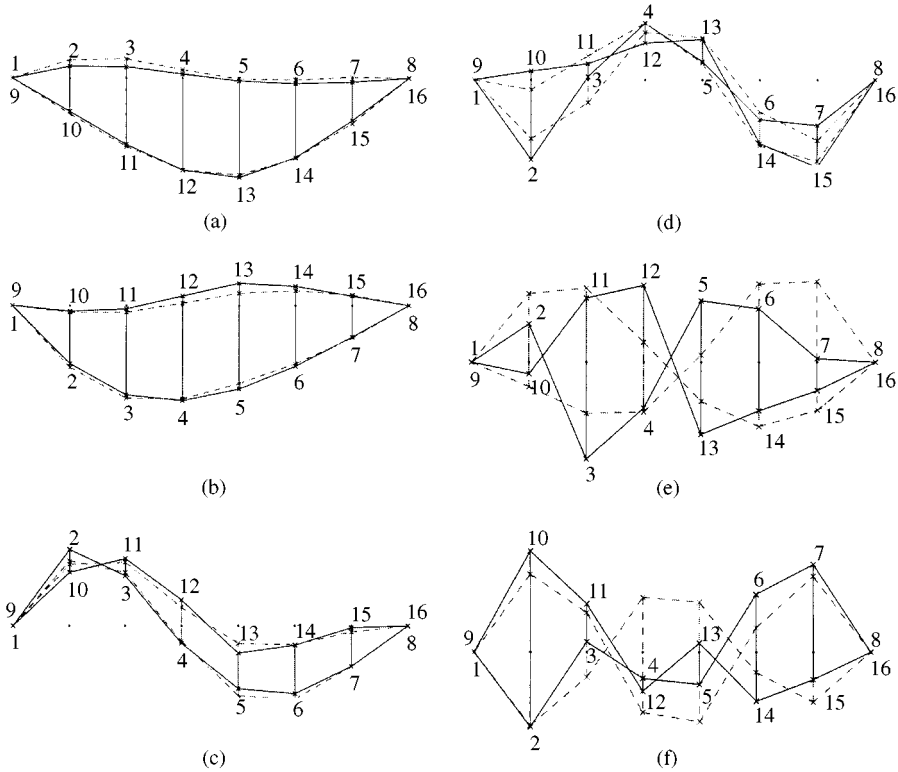 1 2 3 4 5 6 7 8
9 10 11 12 13 14 15 16
(a)
9 10 11 12 13 14 15 16
1 2 3 4 5 6 7 8
(b)
9 2 11 12 13 14 15 16
1 10 3 4 5 6 7 8
(c)
9 10 11 4 13 8
1 2 3 12 5 6 7 14 15 16
(d)
1 2 11 12 5 6 7 8
9 10 3 4 13 14 15 16
(e)
9 10 11 4 13 6 7 8
1 2 3 12 5 14 15 16
(f)